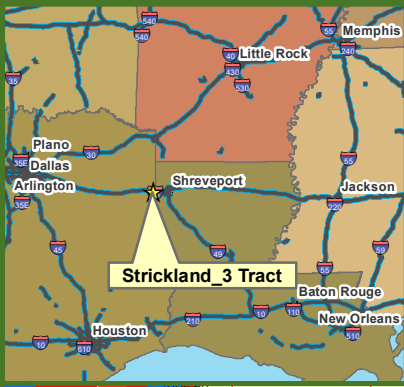 540
55
Memphis
540
40
Little Rock
240
430
35
530
Plano
30
55
35E
Dallas
Shreveport
Arlington
Jackson
35E
220
49
59
45
Strickland_3 Tract
55
Baton Rouge
210
10
110
New Orleans
Houston
510
10
610